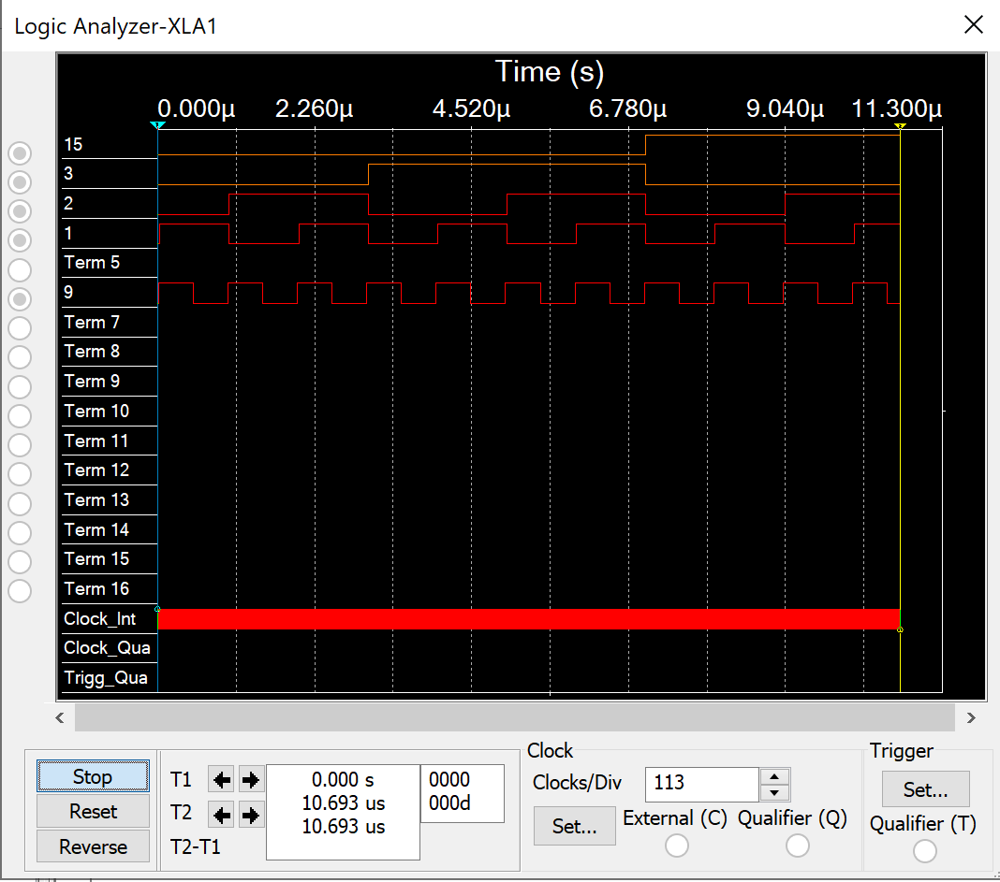 Logic Analyzer-XLA1
Time (s)
0.000µ 2.260µ 4.520µ 6.780µ 9.040µ 11.300µ
15
3
2
1
Term 5
9
Term 7
Term 8
Term 9
Term 10
Term 11
Term 12
Term 13
Term 14
Term 15
Term 16
Clock_Int
Clock_Qua
Trigg_Qua
Stop
Reset
Reverse
T1
T2
T2-T1
0.000 s
10.693 us
10.693 us
0000
000d
Clock
Clocks/Div 113
Set...
External (C) Qualifier (Q)
Trigger
Set...
Qualifier (T)